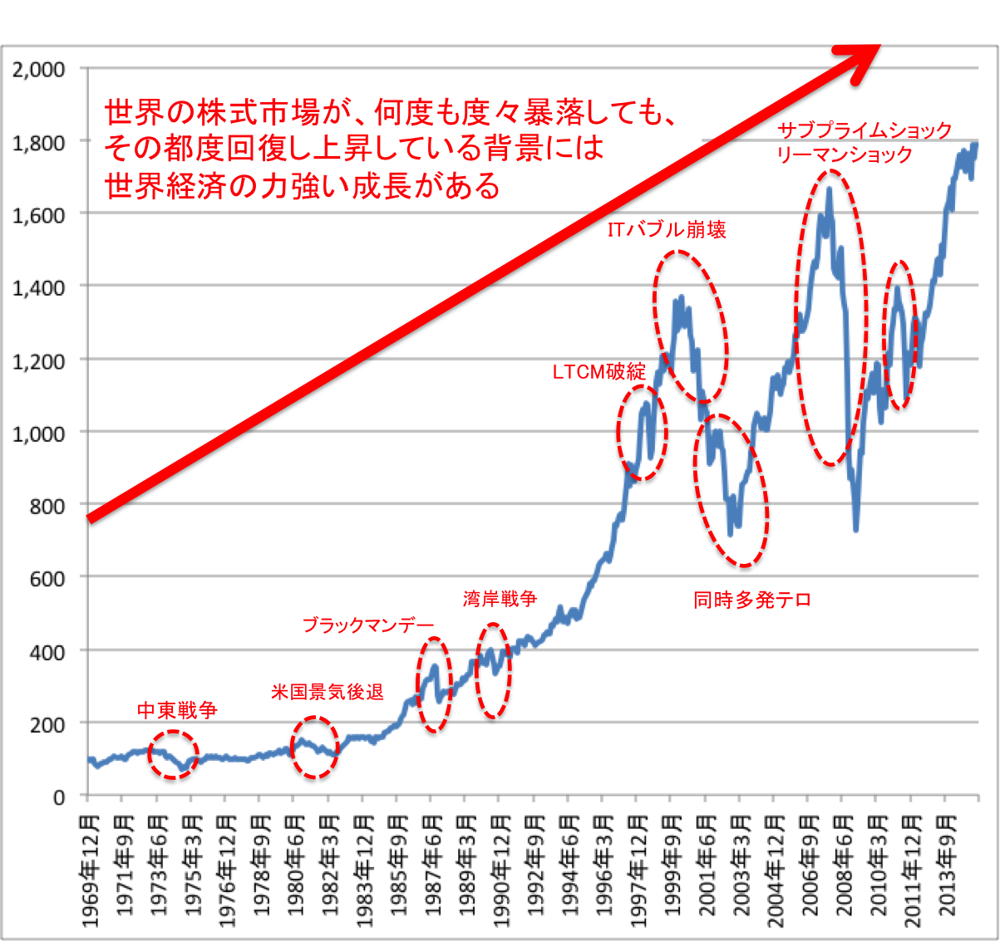 2,000
世界の株式市場が、何度も度々暴落しても、
その都度回復し上昇している背景には
世界経済の力強い成長がある
サブプライムショック
リーマンショック
1,800
1,600
ITバブル崩壊
1,400
LTCM破綻
1,200
1,000
800
600
同時多発テロ
湾岸戦争
ブラックマンデー
400
米国景気後退
中東戦争
200
0
1969年12月
1971年9月
1973年6月
1975年3月
1976年12月
1978年9月
1980年6月
1982年3月
1983年12月
1985年9月
1987年6月
1989年3月
1990年12月
1992年9月
1994年6月
1996年3月
1997年12月
1999年9月
2001年6月
2003年3月
2004年12月
2006年9月
2008年6月
2010年3月
2011年12月
2013年9月